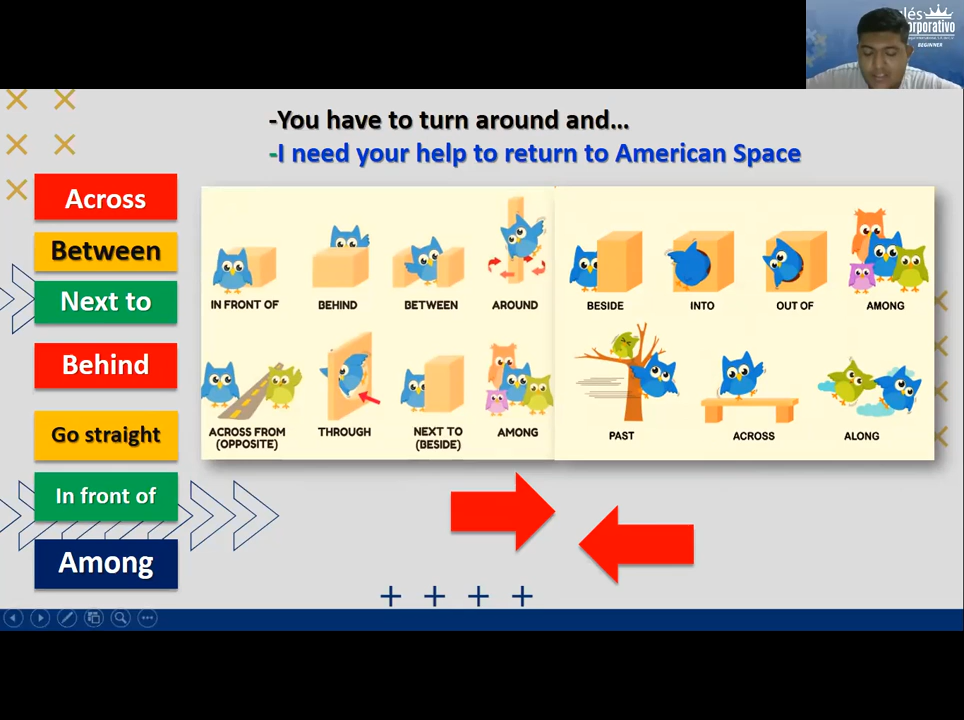 lés
orporativo
BEGINNER
-You have to turn around and...
-I need your help to return to American Space
Across
Between
Next to
Behind
Go straight
In front of
Among
IN FRONT OF
BEHIND
BETWEEN
AROUND
ACROSS FROM
(OPPOSITE)
THROUGH
NEXT TO
(BESIDE)
AMONG
BESIDE
INTO
OUT OF
AMONG
PAST
ACROSS
ALONG